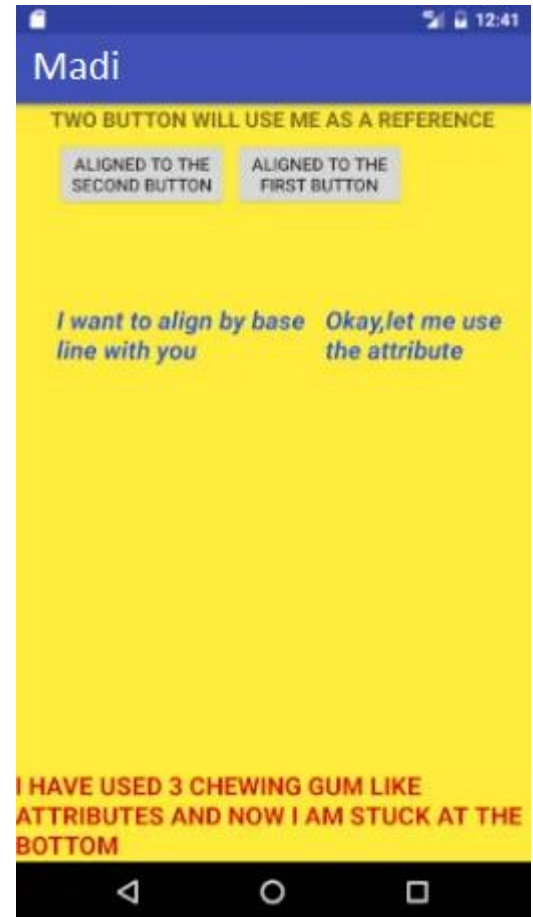 12:41
Madi
TWO BUTTON WILL USE ME AS A REFERENCE
ALIGNED TO THE
SECOND BUTTON
ALIGNED TO THE
FIRST BUTTON
I want to align by base
line with you
Okay,let me use
the attribute
I HAVE USED 3 CHEWING GUM LIKE
ATTRIBUTES AND NOW I AM STUCK AT THE
BOTTOM